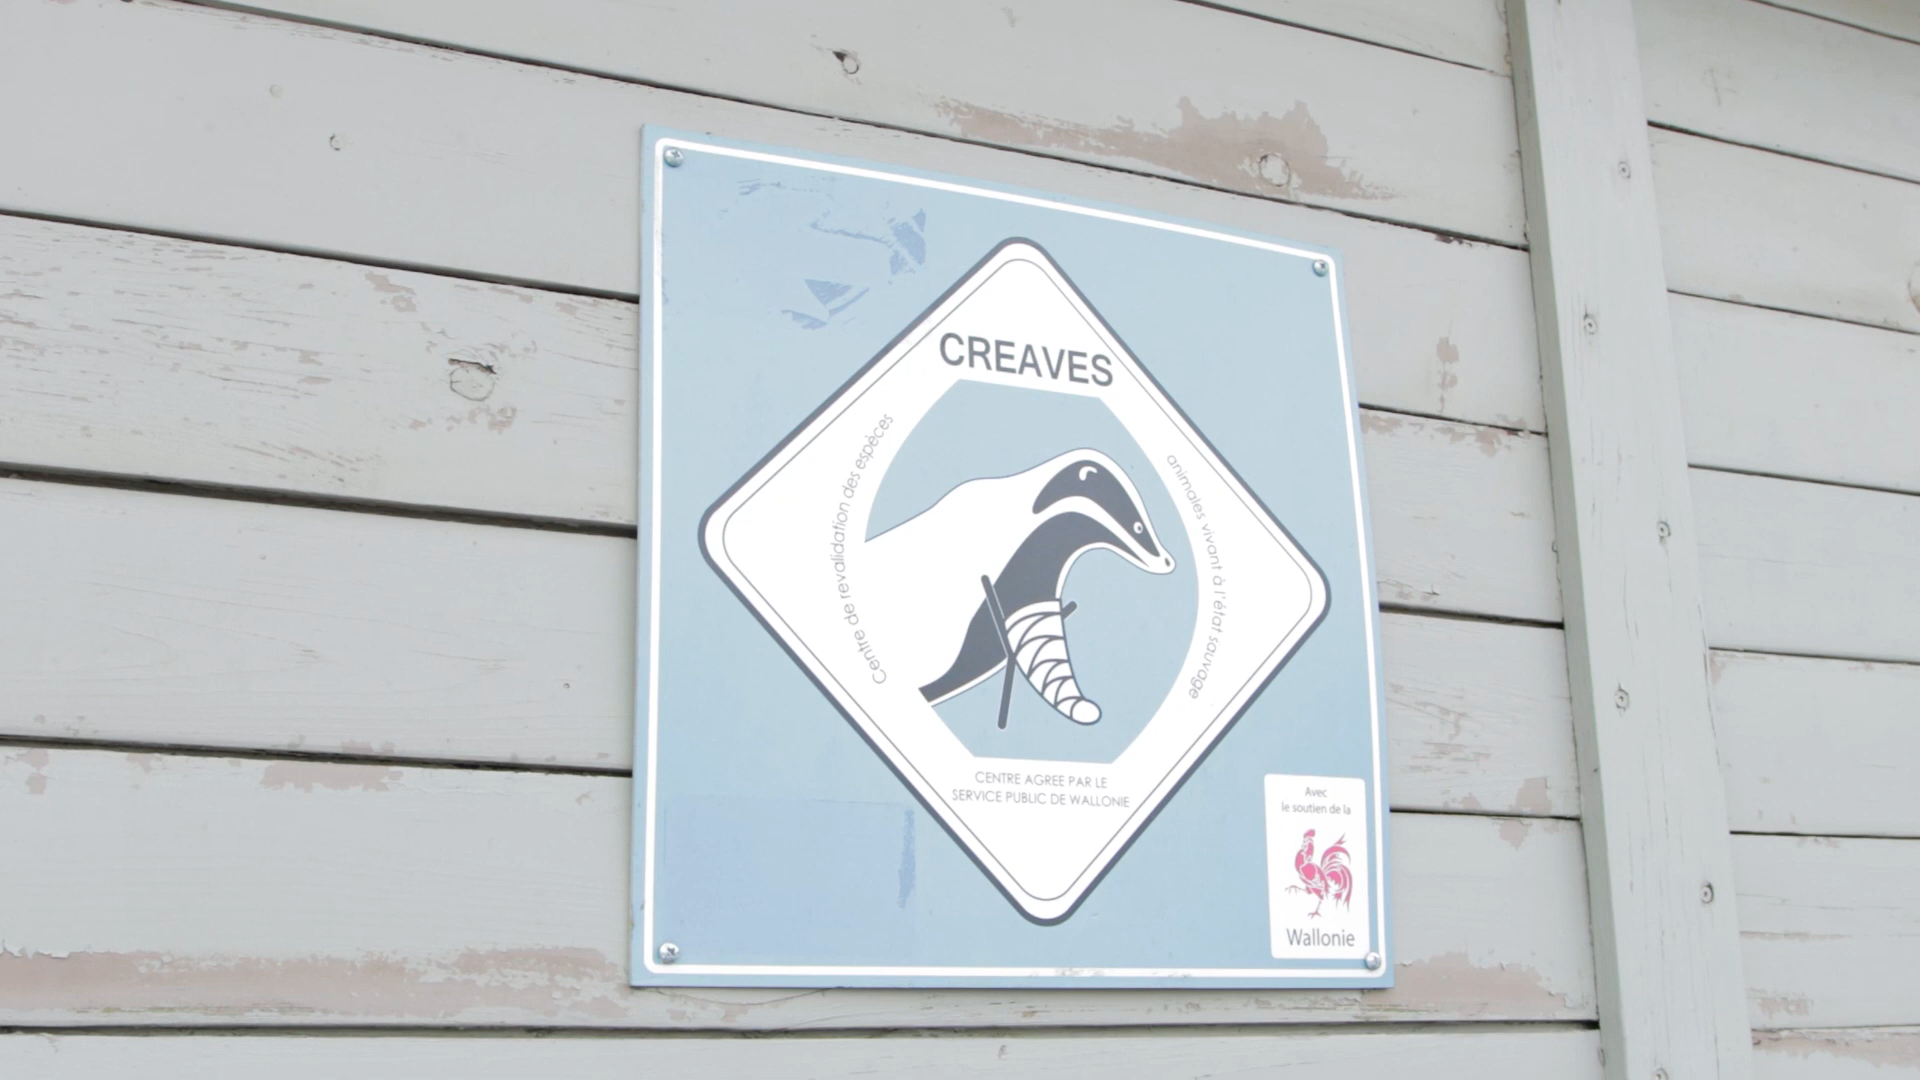 CREAVES
Centre de revalidation des espèces
animales vivant à l'état sauvage
CENTRE AGREE PAR LE
SERVICE PUBLIC DE WALLONIE
Avec
le soutien de la
Wallonie